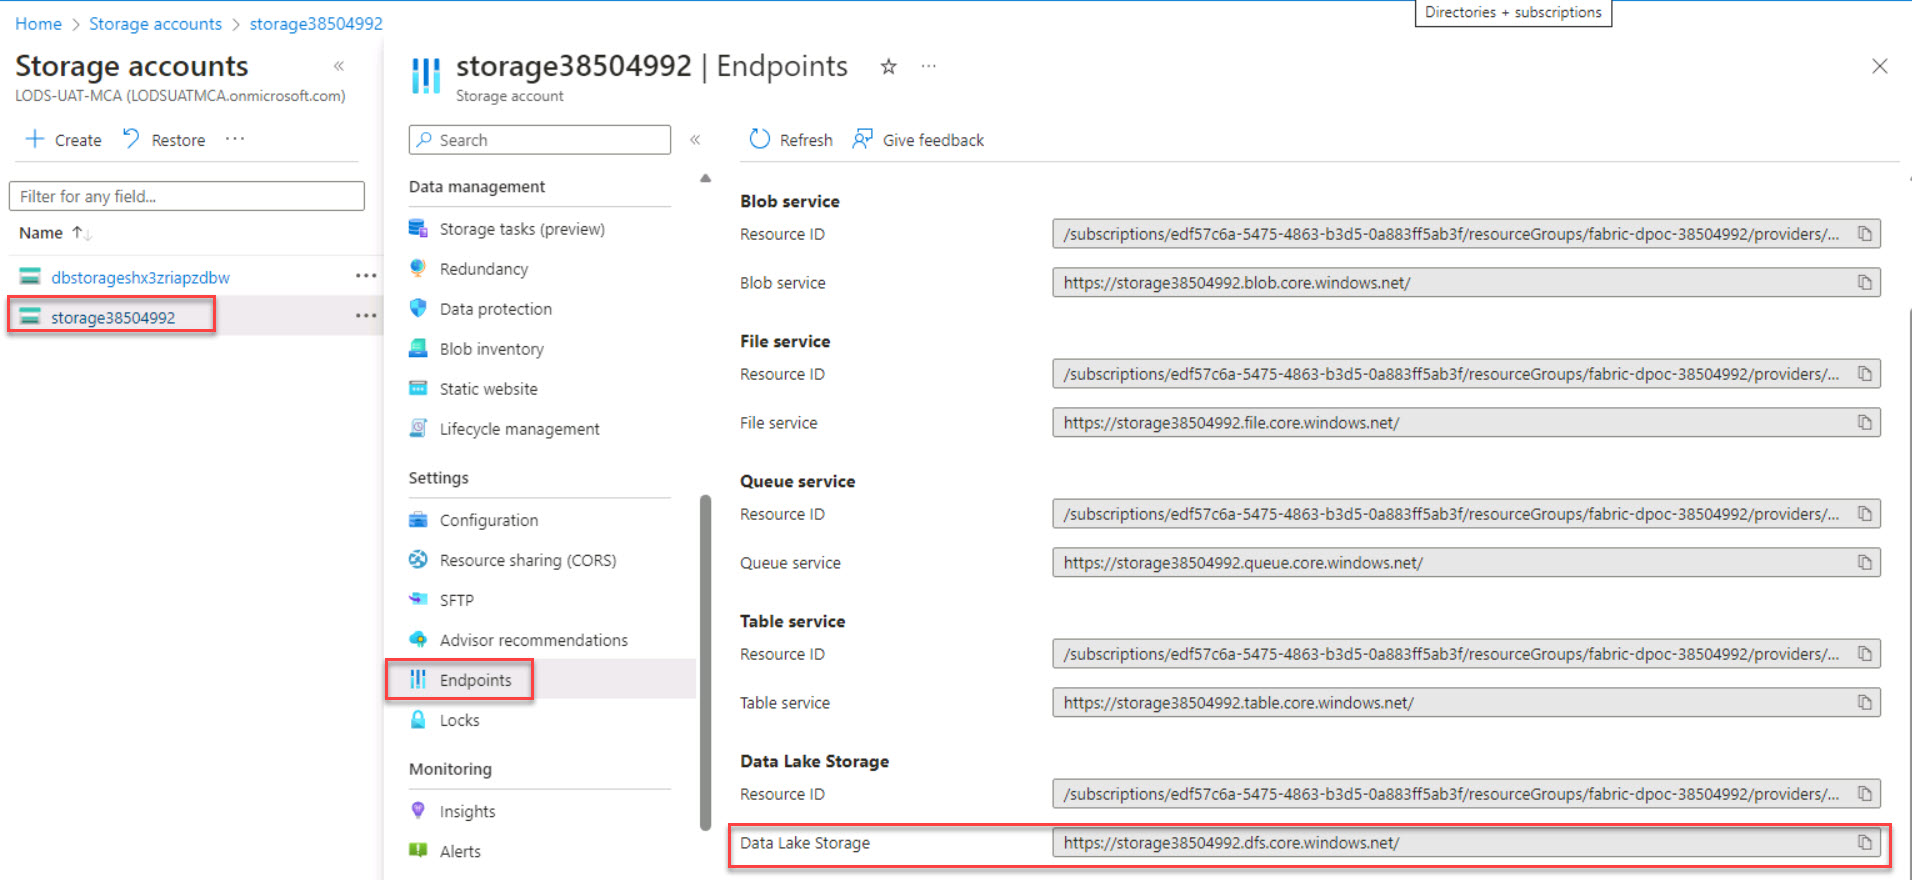 Directories + subscriptions
Home > Storage accounts > storage38504992
Storage accounts «
LODS-UAT-MCA (LODSUATMCA.onmicrosoft.com)
+ Create Restore ...
Filter for any field...
Name ↑↓
dbstorageshx3zriapzdbw ...
storage38504992 ...
storage38504992 | Endpoints ☆ ...
Storage account
Search «
Data management
Storage tasks (preview)
Redundancy
Data protection
Blob inventory
Static website
Lifecycle management
Settings
Configuration
Resource sharing (CORS)
SFTP
Advisor recommendations
Endpoints
Locks
Monitoring
Insights
Alerts
Refresh Give feedback
Blob service
Resource ID /subscriptions/edf57c6a-5475-4863-b3d5-0a883ff5ab3f/resourceGroups/fabric-dpoc-38504992/providers/...
Blob service https://storage38504992.blob.core.windows.net/
File service
Resource ID /subscriptions/edf57c6a-5475-4863-b3d5-0a883ff5ab3f/resourceGroups/fabric-dpoc-38504992/providers/...
File service https://storage38504992.file.core.windows.net/
Queue service
Resource ID /subscriptions/edf57c6a-5475-4863-b3d5-0a883ff5ab3f/resourceGroups/fabric-dpoc-38504992/providers/...
Queue service https://storage38504992.queue.core.windows.net/
Table service
Resource ID /subscriptions/edf57c6a-5475-4863-b3d5-0a883ff5ab3f/resourceGroups/fabric-dpoc-38504992/providers/...
Table service https://storage38504992.table.core.windows.net/
Data Lake Storage
Resource ID /subscriptions/edf57c6a-5475-4863-b3d5-0a883ff5ab3f/resourceGroups/fabric-dpoc-38504992/providers/...
Data Lake Storage https://storage38504992.dfs.core.windows.net/